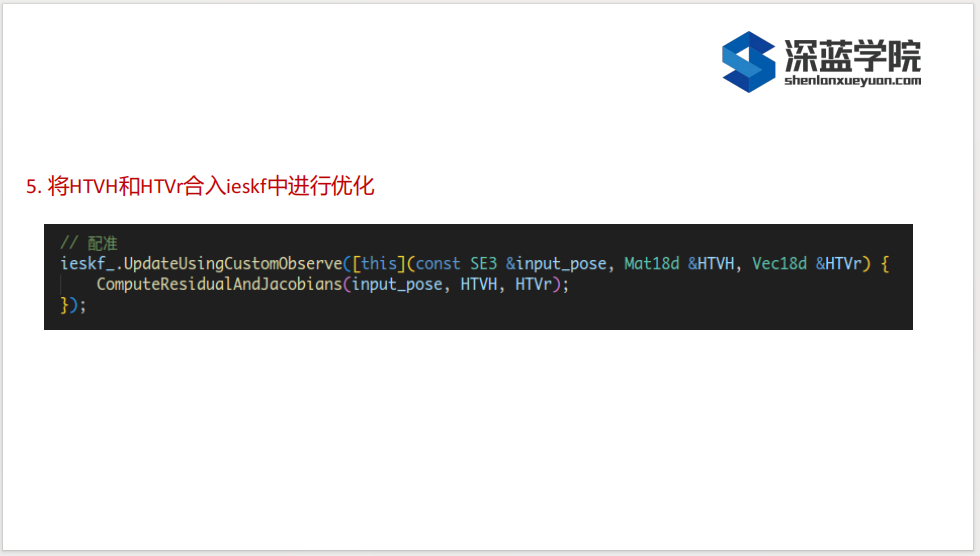 深蓝学院
shenlanxueyuan.com
5. 将HTVH和HTVr合入ieskf中进行优化
// 配准
ieskf_.UpdateUsingCustomObserve([this](const SE3 &input_pose, Mat18d &HTVH, Vec18d &HTVr) {
    ComputeResidualAndJacobians(input_pose, HTVH, HTVr);
});